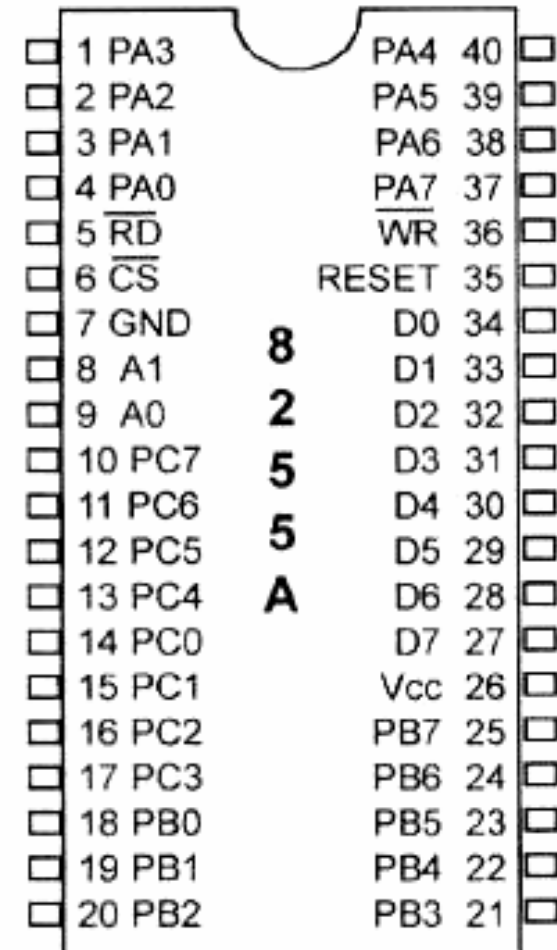 1 PA3 PA4 40
2 PA2 PA5 39
3 PA1 PA6 38
4 PA0 PA7 37
5 R̅D̅ W̅R̅ 36
6 C̅S̅ RESET 35
7 GND D0 34
8 A1 D1 33
9 A0 D2 32
10 PC7 D3 31
11 PC6 D4 30
12 PC5 D5 29
13 PC4 D6 28
14 PC0 D7 27
15 PC1 Vcc 26
16 PC2 PB7 25
17 PC3 PB6 24
18 PB0 PB5 23
19 PB1 PB4 22
20 PB2 PB3 21
8
2
5
5
A